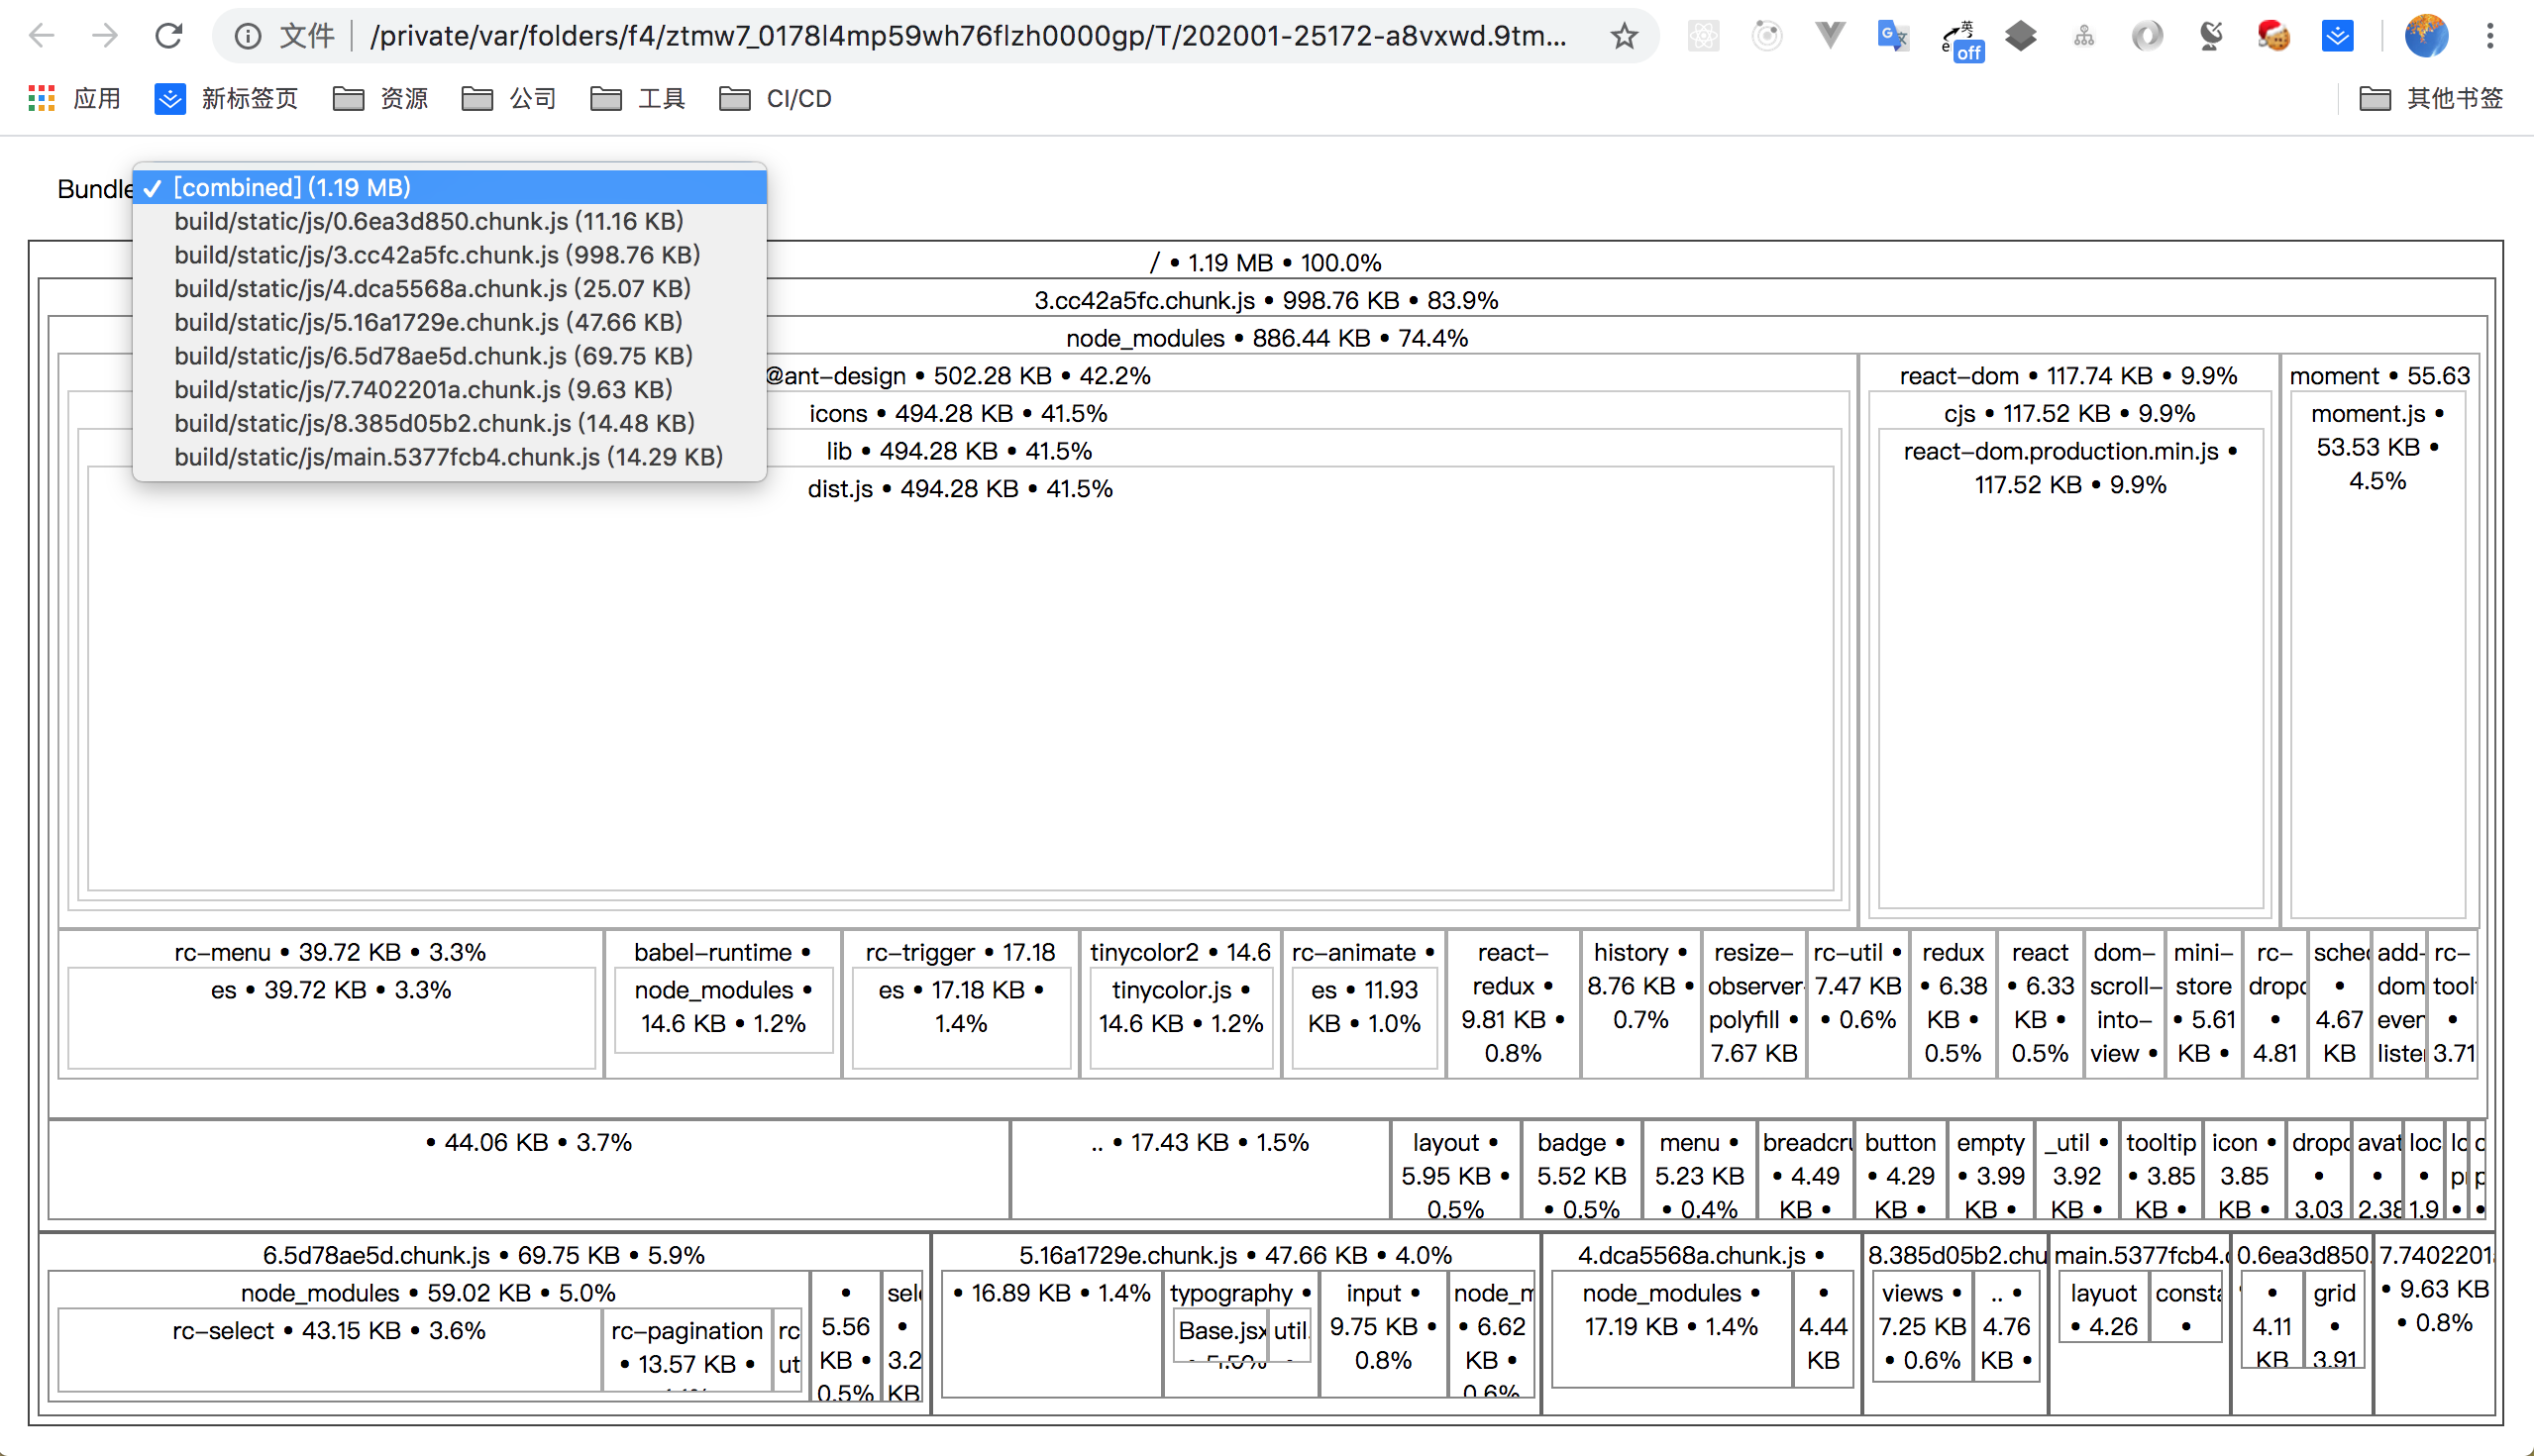 文件 /private/var/folders/f4/ztmw7_0178l4mp59wh76flzh0000gp/T/202001-25172-a8vxwd.9tm...
英
off
应用 新标签页 资源 公司 工具 CI/CD 其他书签
Bundle
✓ [combined] (1.19 MB)
build/static/js/0.6ea3d850.chunk.js (11.16 KB)
build/static/js/3.cc42a5fc.chunk.js (998.76 KB)
build/static/js/4.dca5568a.chunk.js (25.07 KB)
build/static/js/5.16a1729e.chunk.js (47.66 KB)
build/static/js/6.5d78ae5d.chunk.js (69.75 KB)
build/static/js/7.7402201a.chunk.js (9.63 KB)
build/static/js/8.385d05b2.chunk.js (14.48 KB)
build/static/js/main.5377fcb4.chunk.js (14.29 KB)
/ • 1.19 MB • 100.0%
3.cc42a5fc.chunk.js • 998.76 KB • 83.9%
node_modules • 886.44 KB • 74.4%
@ant-design • 502.28 KB • 42.2%
icons • 494.28 KB • 41.5%
lib • 494.28 KB • 41.5%
dist.js • 494.28 KB • 41.5%
react-dom • 117.74 KB • 9.9%
cjs • 117.52 KB • 9.9%
react-dom.production.min.js •
117.52 KB • 9.9%
moment • 55.63
moment.js •
53.53 KB •
4.5%
rc-menu • 39.72 KB • 3.3%
es • 39.72 KB • 3.3%
babel-runtime •
node_modules •
14.6 KB • 1.2%
rc-trigger • 17.18
es • 17.18 KB •
1.4%
tinycolor2 • 14.6
tinycolor.js •
14.6 KB • 1.2%
rc-animate •
es • 11.93
KB • 1.0%
react-
redux •
9.81 KB •
0.8%
history •
8.76 KB •
0.7%
resize-
observer-
polyfill •
7.67 KB
rc-util •
7.47 KB
• 0.6%
redux
• 6.38
KB •
0.5%
react
• 6.33
KB •
0.5%
dom-
scroll-
into-
view •
mini-
store
• 5.61
KB •
rc-
•
4.81
•
4.67
KB
add-
dom
rc-
•
3.71
• 44.06 KB • 3.7%
.. • 17.43 KB • 1.5%
layout •
5.95 KB •
0.5%
badge •
5.52 KB
• 0.5%
menu •
5.23 KB
• 0.4%
• 4.49
KB •
button
• 4.29
KB •
empty
• 3.99
KB •
_util •
3.92
KB •
tooltip
• 3.85
KB •
icon •
3.85
KB •
•
3.03
•
2.38
•
1.9
6.5d78ae5d.chunk.js • 69.75 KB • 5.9%
node_modules • 59.02 KB • 5.0%
rc-select • 43.15 KB • 3.6%
rc-pagination
• 13.57 KB •
rc
ut
•
5.56
KB •
0.5%
•
3.2
KB
5.16a1729e.chunk.js • 47.66 KB • 4.0%
• 16.89 KB • 1.4%
typography •
Base.jsx
util.
input •
9.75 KB •
0.8%
• 6.62
KB •
0.6%
4.dca5568a.chunk.js •
node_modules •
17.19 KB • 1.4%
•
4.44
KB
8.385d05b2.chu
views •
7.25 KB
• 0.6%
.. •
4.76
KB •
main.5377fcb4.
layuot
• 4.26
•
0.6ea3d850.
•
4.11
KB
grid
•
3.91
7.7402201
• 9.63 KB
• 0.8%